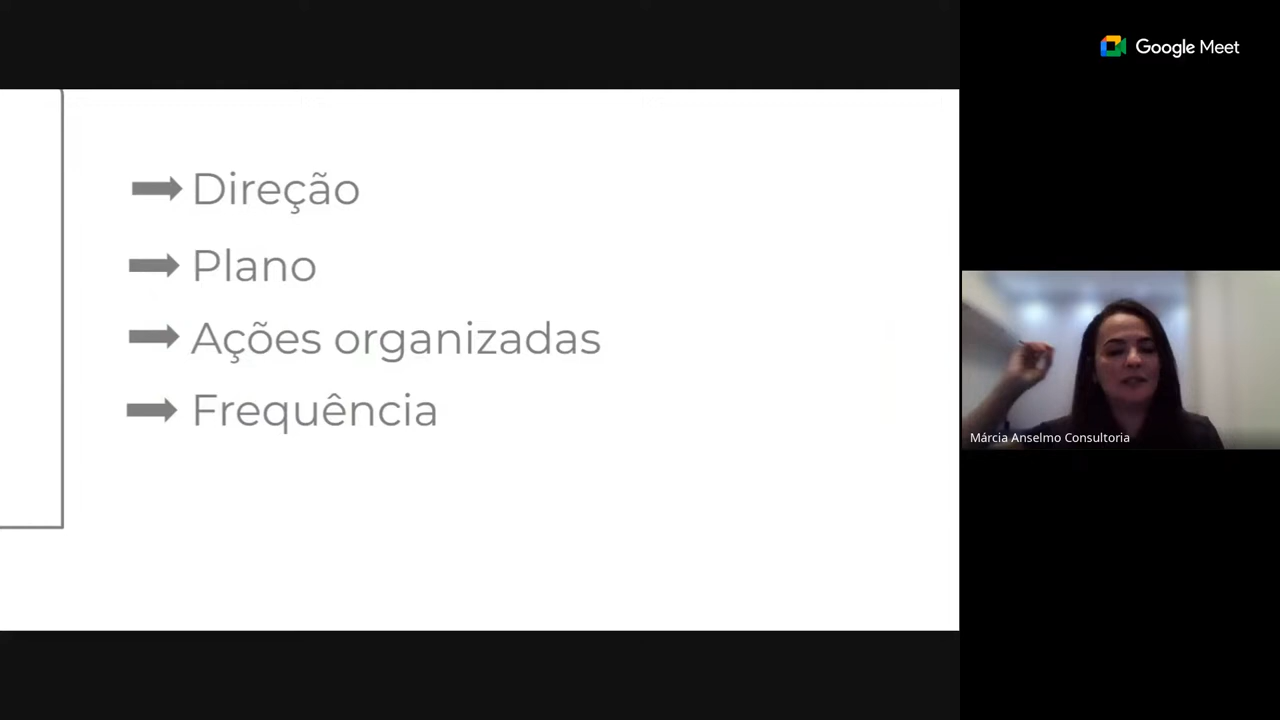 Google Meet
Direção
Plano
Ações organizadas
Frequência
Márcia Anselmo Consultoria